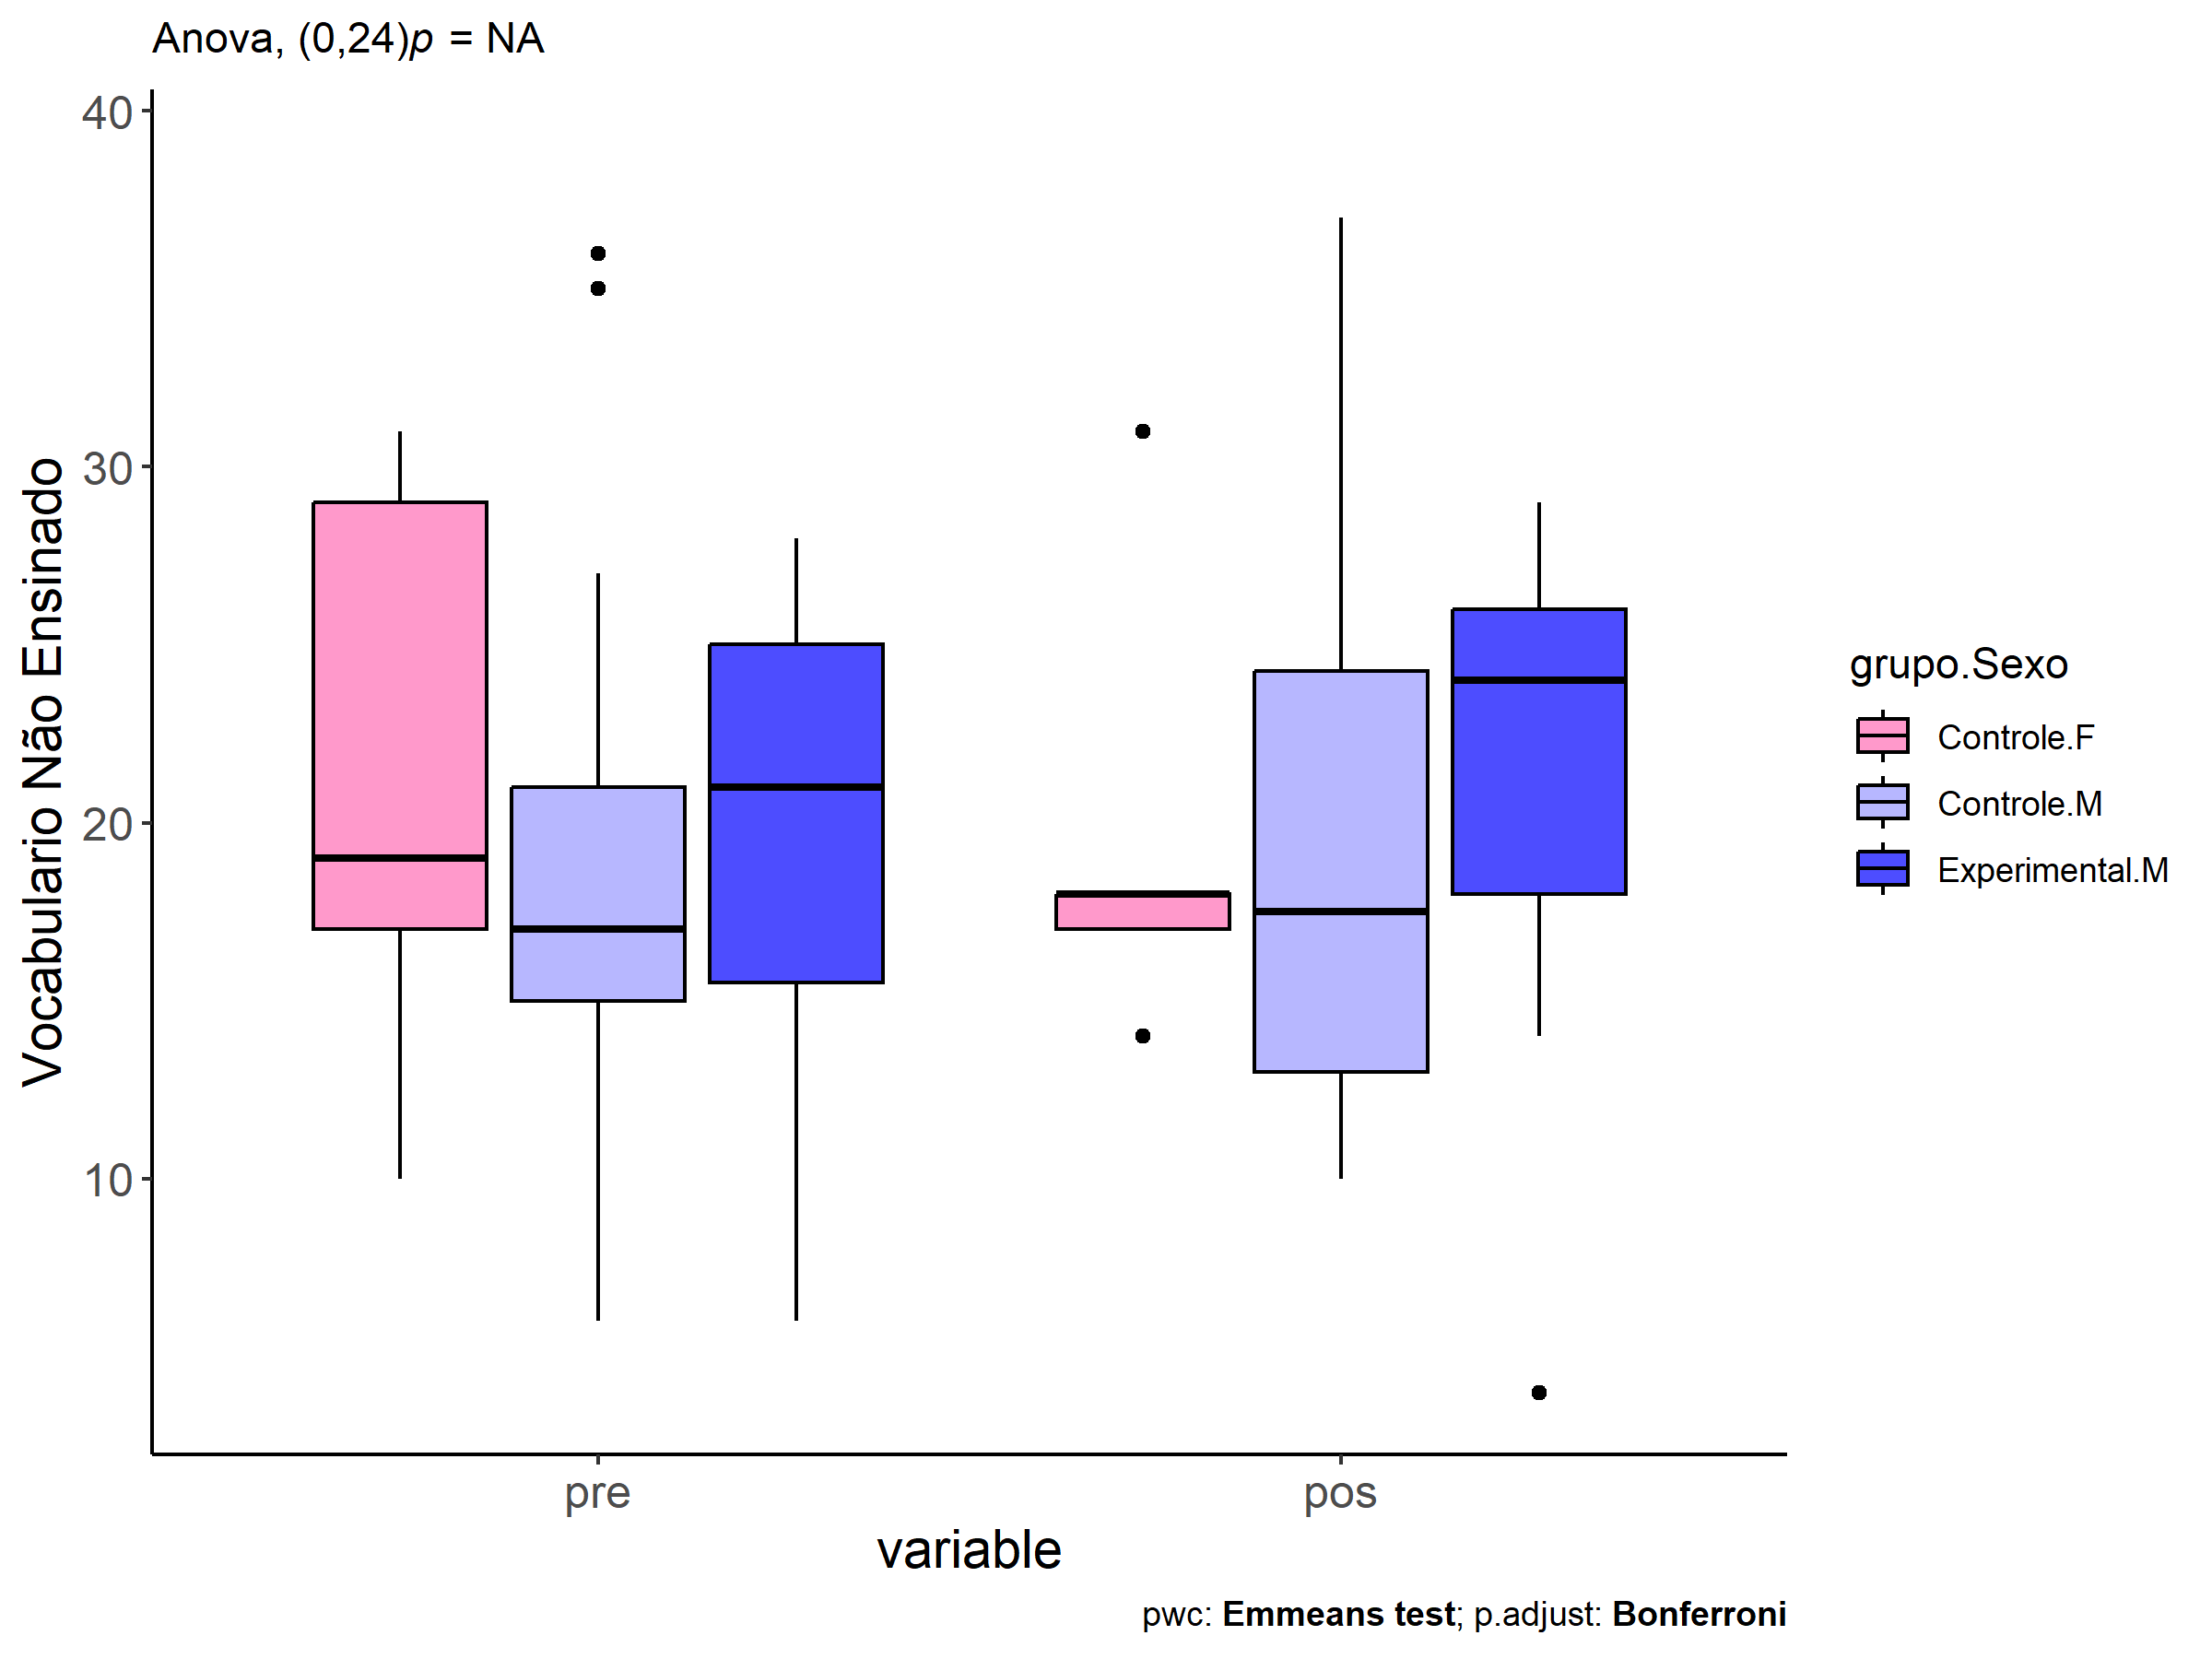 Anova, (0,24)p = NA
Vocabulario Não Ensinado
40
30
20
10
pre
pos
variable
grupo.Sexo
Controle.F
Controle.M
Experimental.M
pwc: Emmeans test; p.adjust: Bonferroni